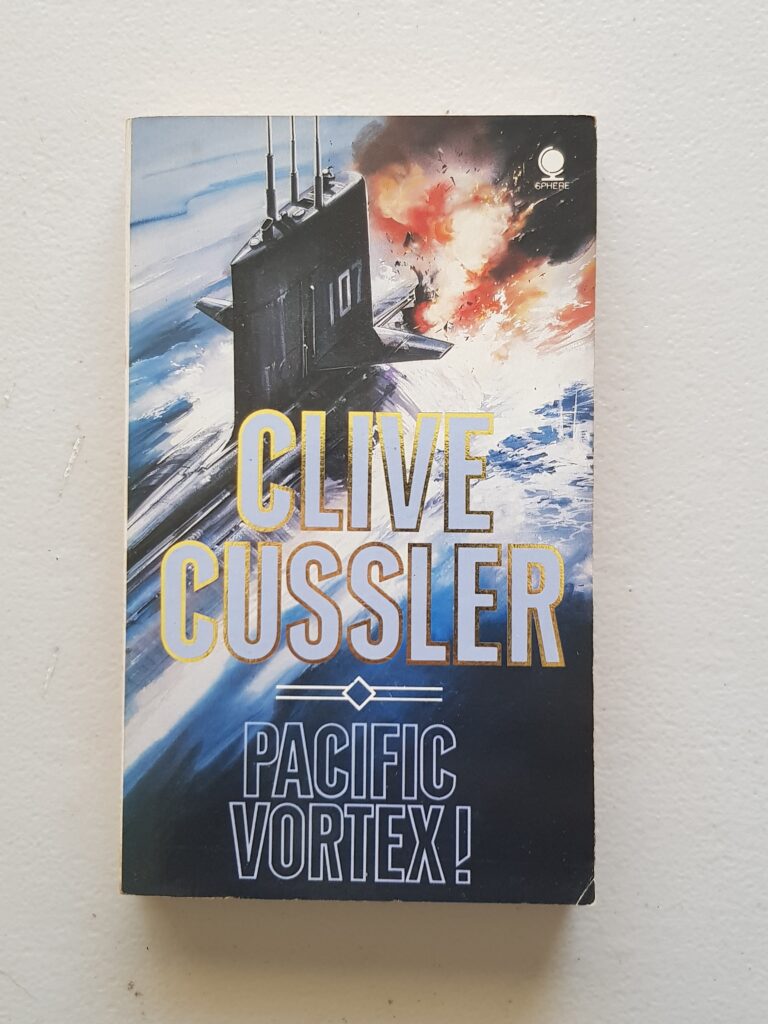 SPHERE
107
CLIVE
CUSSLER
PACIFIC
VORTEX!